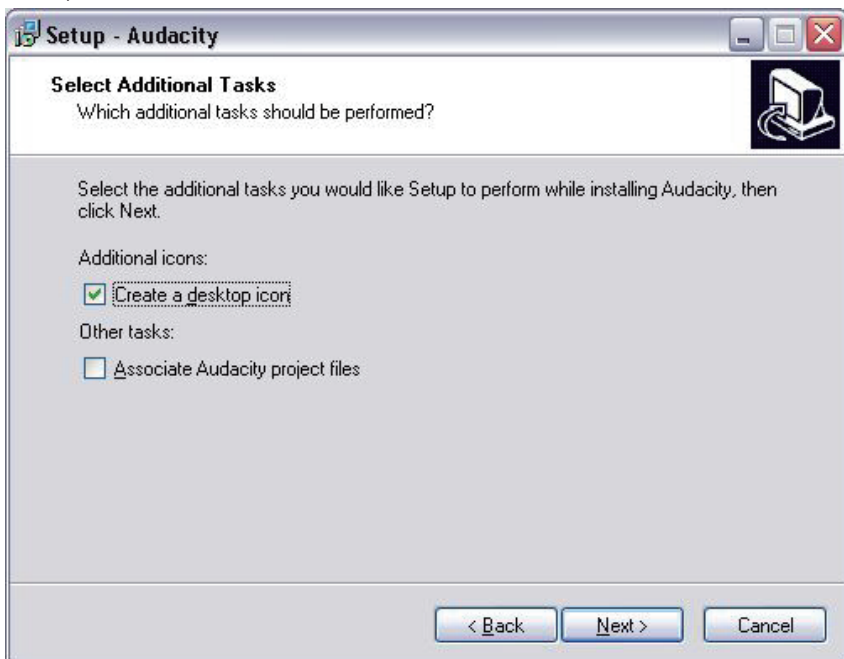 Setup - Audacity
Select Additional Tasks
Which additional tasks should be performed?
Select the additional tasks you would like Setup to perform while installing Audacity, then
click Next.
Additional icons:
Create a desktop icon
Other tasks:
Associate Audacity project files
< Back Next > Cancel